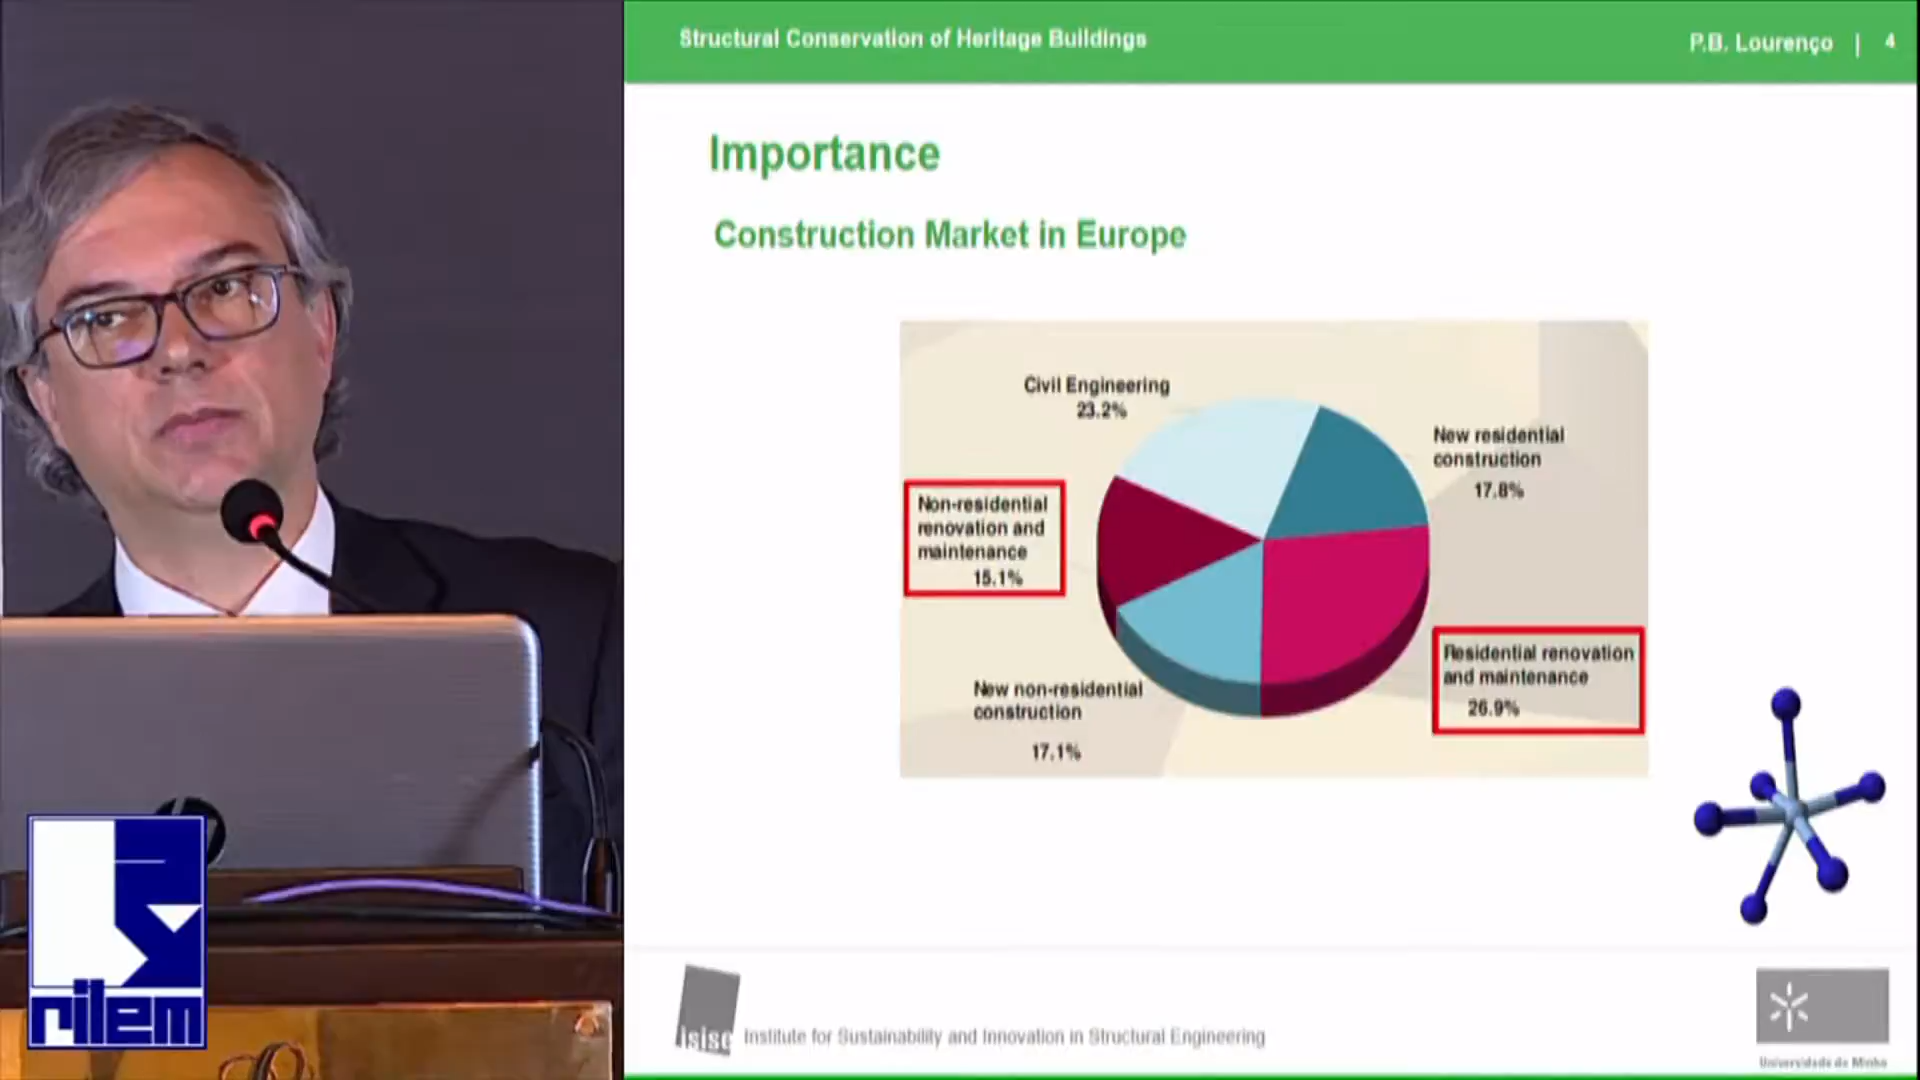 Structural Conservation of Heritage Buildings
P.B. Lourenço | 4
Importance
Construction Market in Europe
Civil Engineering
23.2%
New residential
construction
17.8%
Non-residential
renovation and
maintenance
15.1%
Residential renovation
and maintenance
26.9%
New non-residential
construction
17.1%
rilem
isise
Institute for Sustainability and Innovation in Structural Engineering
Universidade do Minho